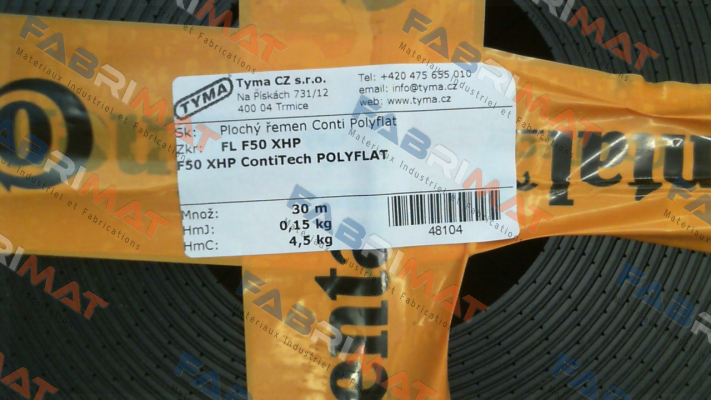 TYMA
Tyma CZ s.r.o.
Na Pískách 731/12
400 04 Trmice
Tel: +420 475 655 010
email: info@tyma.cz
web: www.tyma.cz
Sk: Plochý řemen Conti Polyflat
Zkr: FL F50 XHP
F50 XHP ContiTech POLYFLAT
Množ: 30 m
HmJ: 0,15 kg
HmC: 4,5 kg
48104
FABRIMAT
Materiaux Industriel et Fabrications